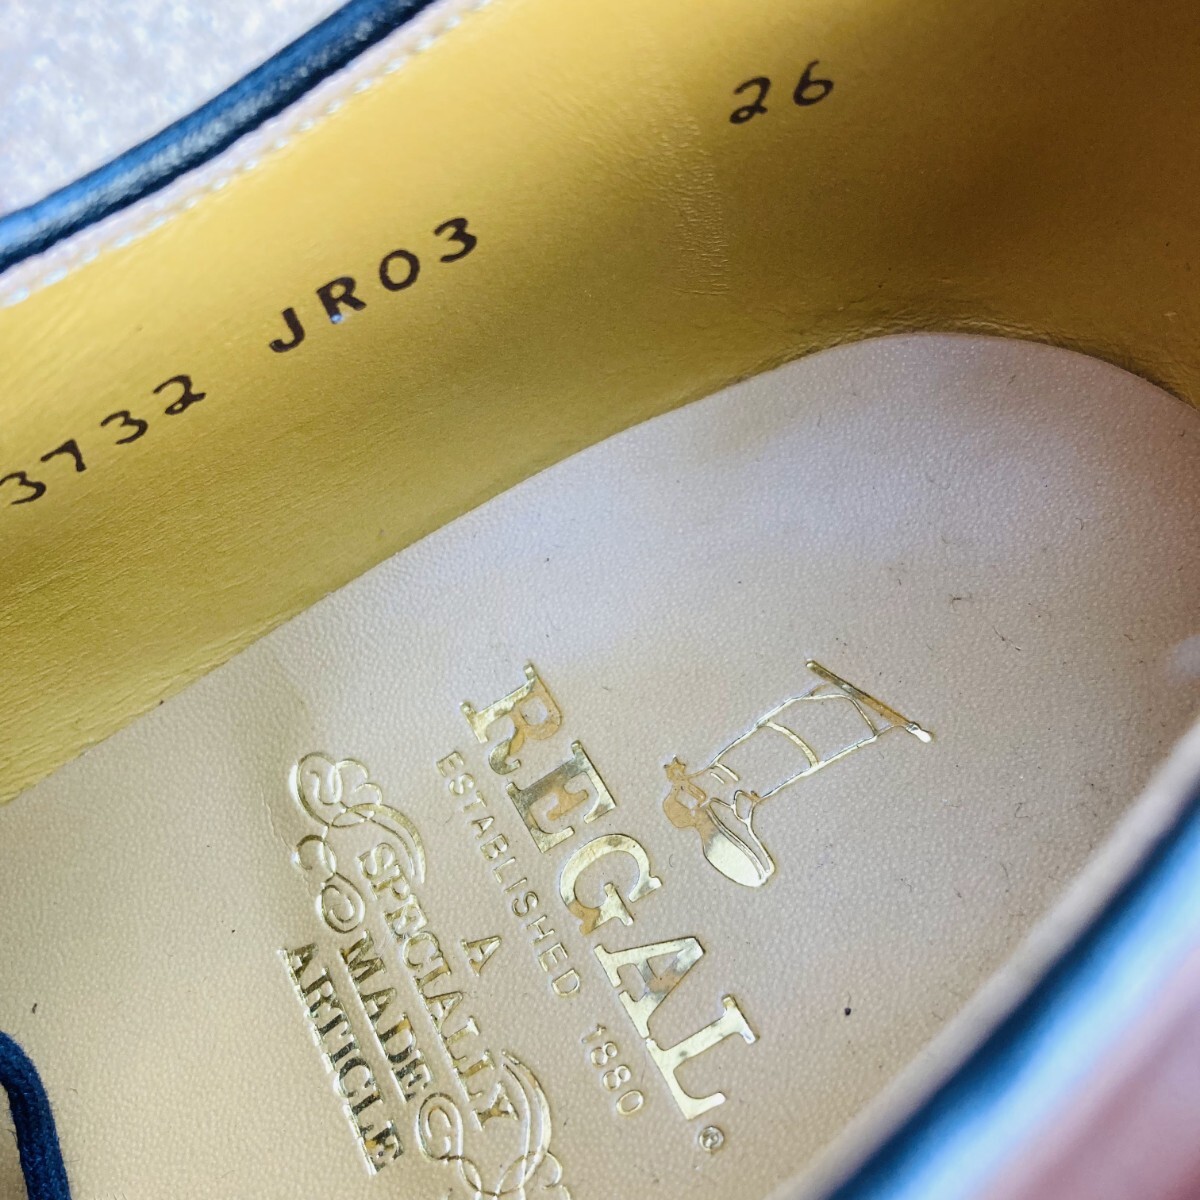 3732 JR03 26
REGAL®
ESTABLISHED 1880
A
SPECIALLY
MADE
ARTICLE